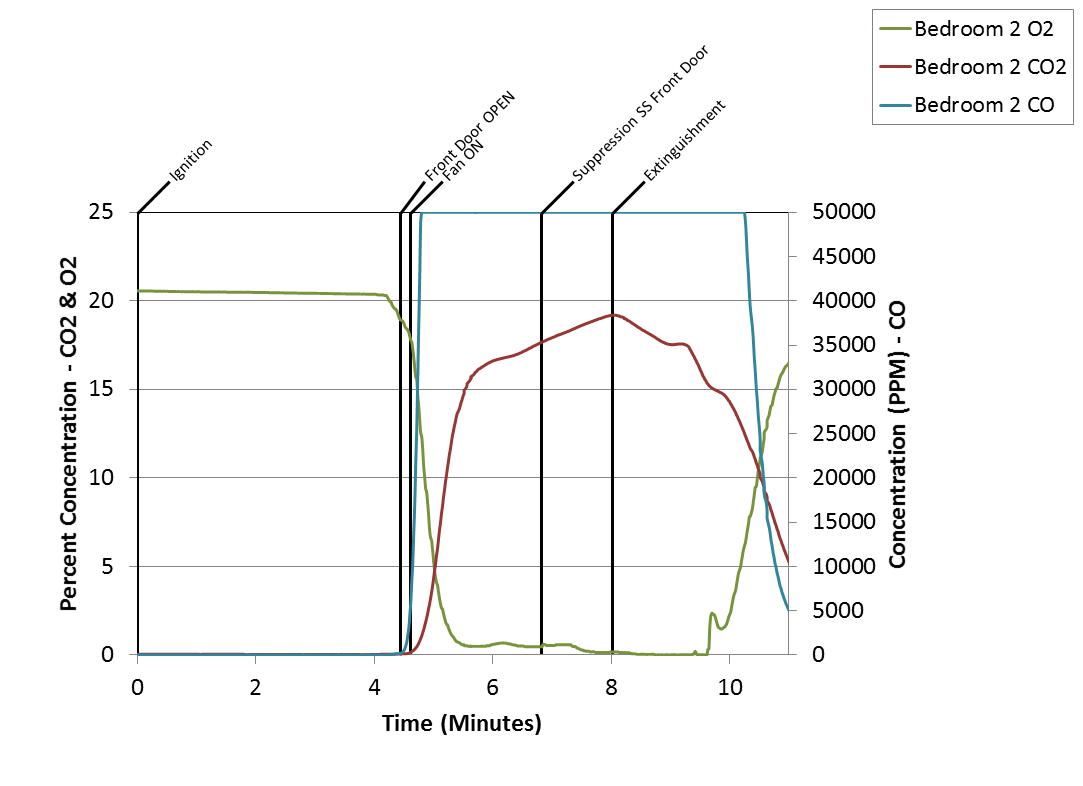 Bedroom 2 O2
Bedroom 2 CO2
Bedroom 2 CO
Ignition
Front Door OPEN
Fan ON
Suppression SS Front Door
Extinguishment
Percent Concentration - CO2 & O2
25
20
15
10
5
0
50000
45000
40000
35000
30000
25000
20000
15000
10000
5000
0
Concentration (PPM) - CO
0 2 4 6 8 10
Time (Minutes)